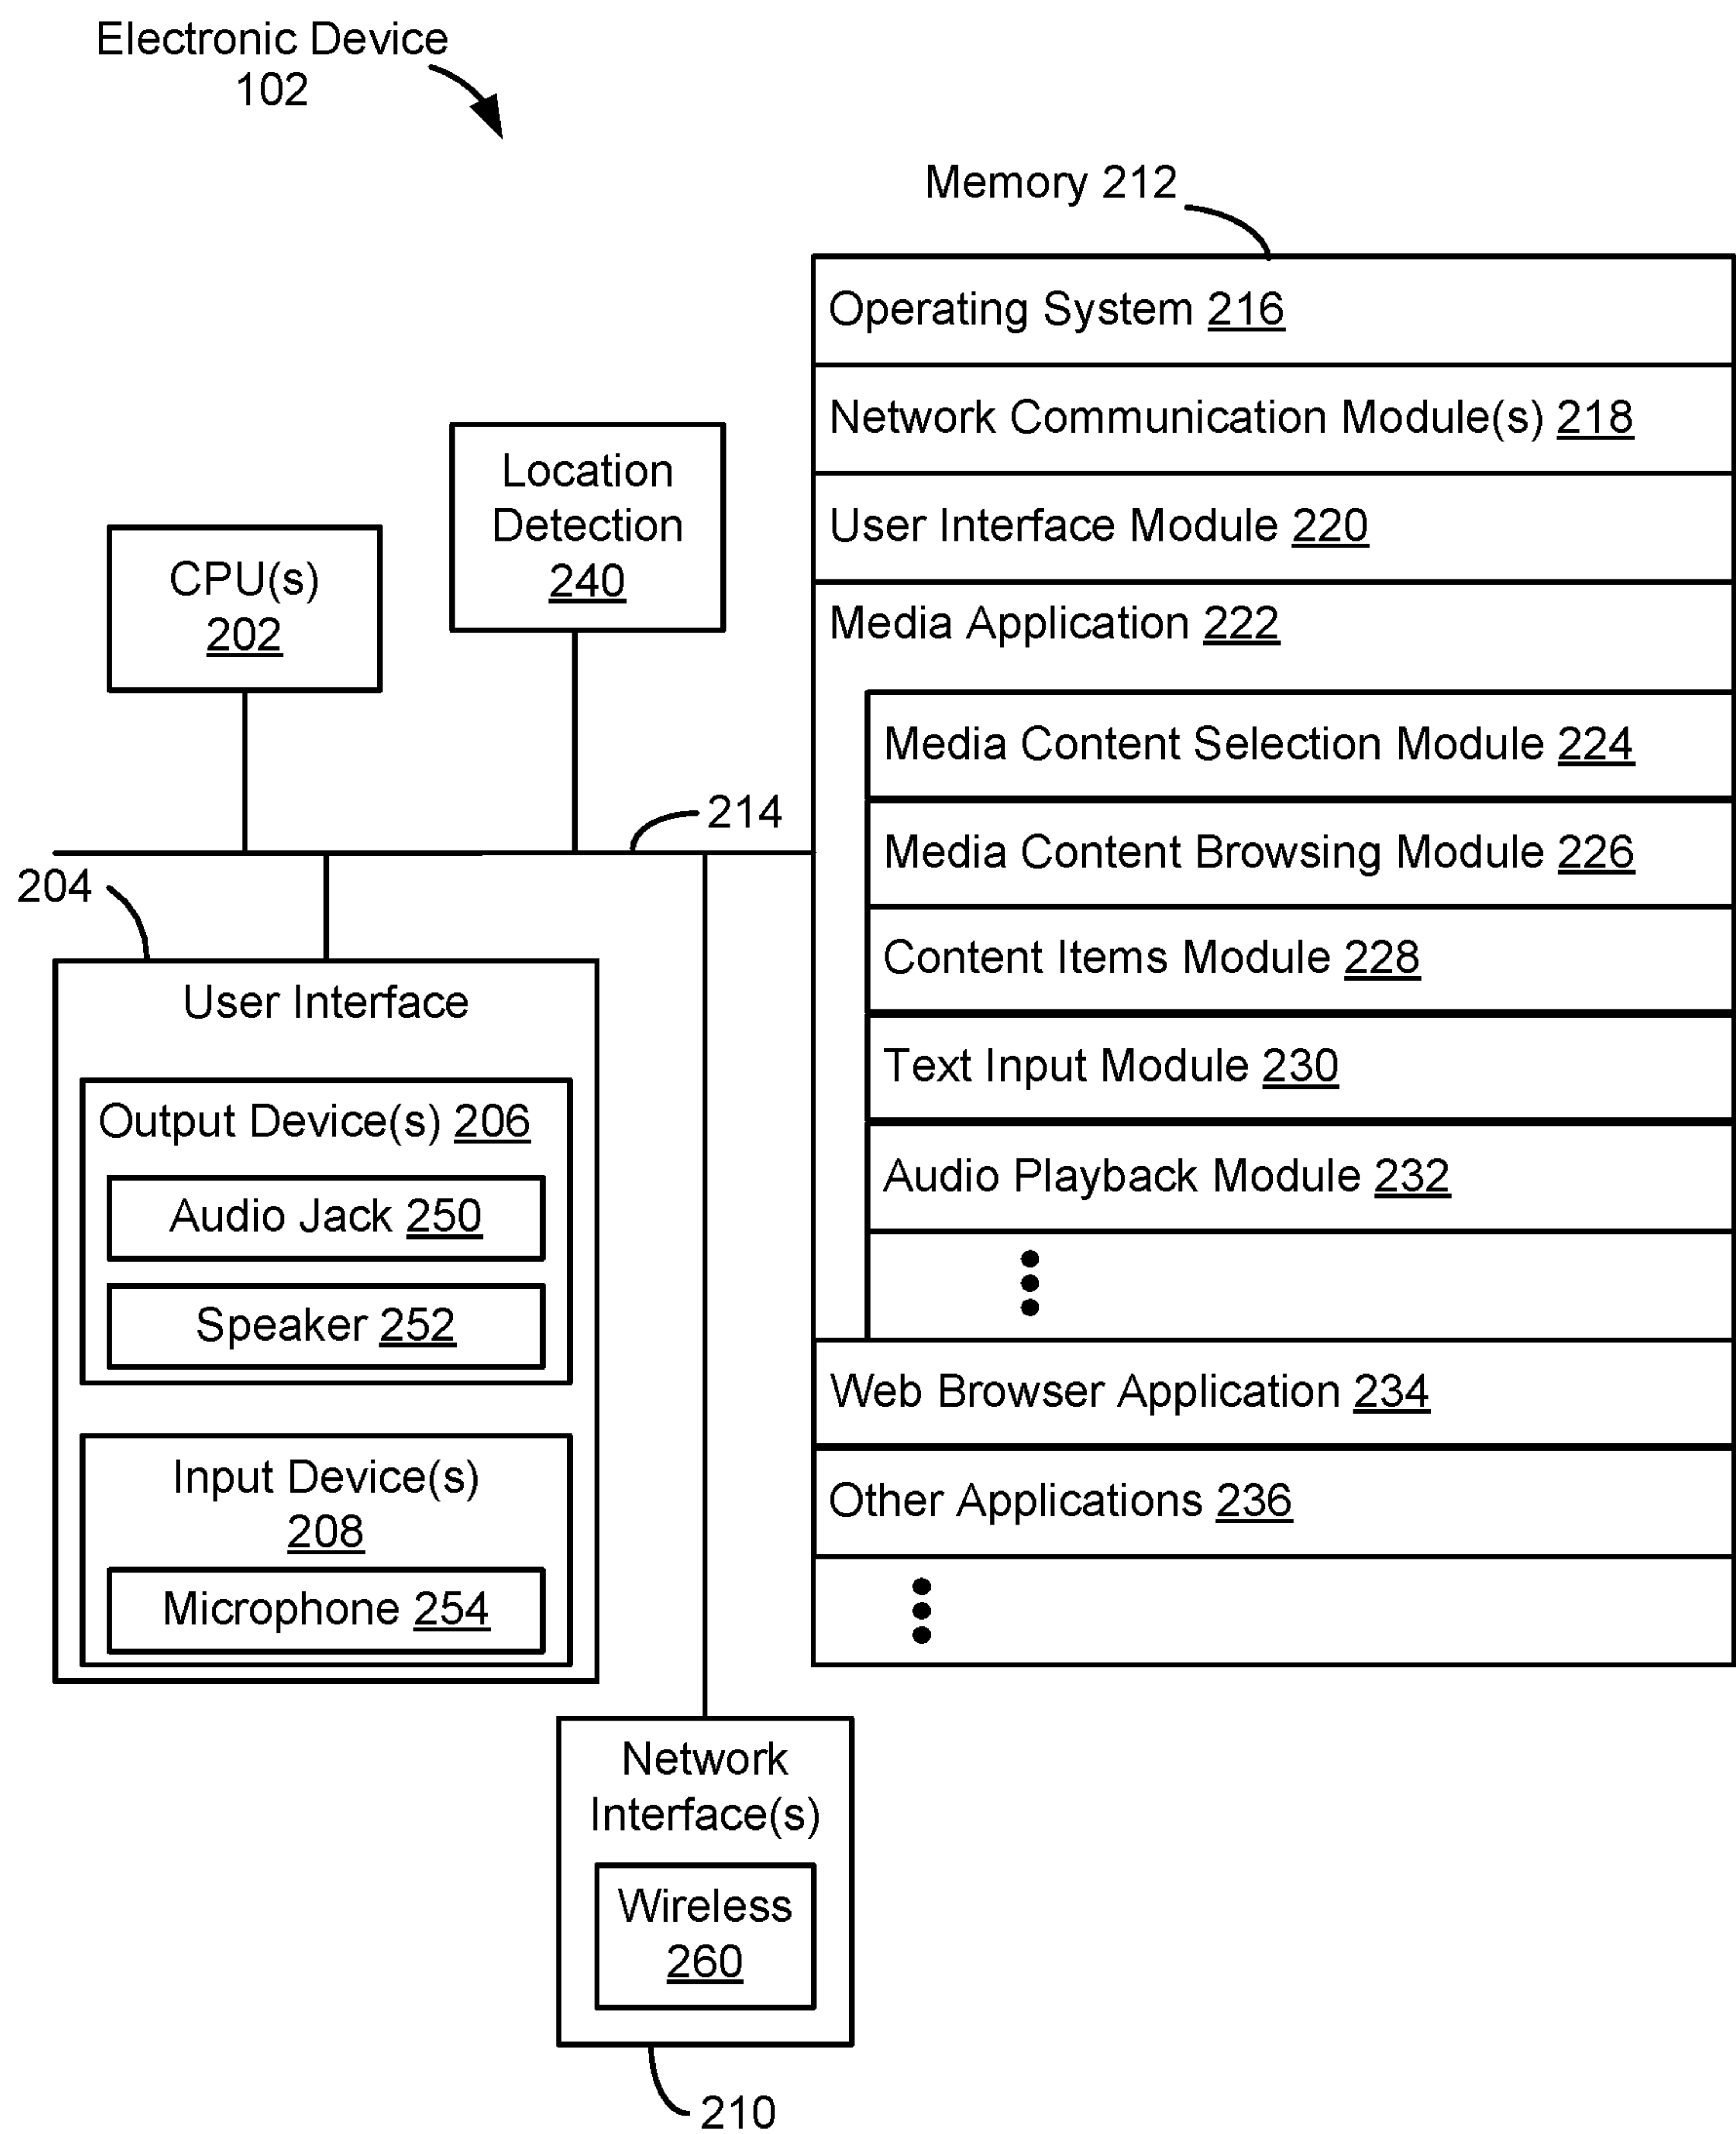 Electronic Device
102
Memory 212
Operating System 216
Network Communication Module(s) 218
User Interface Module 220
Media Application 222
Media Content Selection Module 224
Media Content Browsing Module 226
Content Items Module 228
Text Input Module 230
Audio Playback Module 232
Web Browser Application 234
Other Applications 236
Location
Detection
240
CPU(s)
202
214
204
User Interface
Output Device(s) 206
Audio Jack 250
Speaker 252
Input Device(s)
208
Microphone 254
Network
Interface(s)
Wireless
260
210